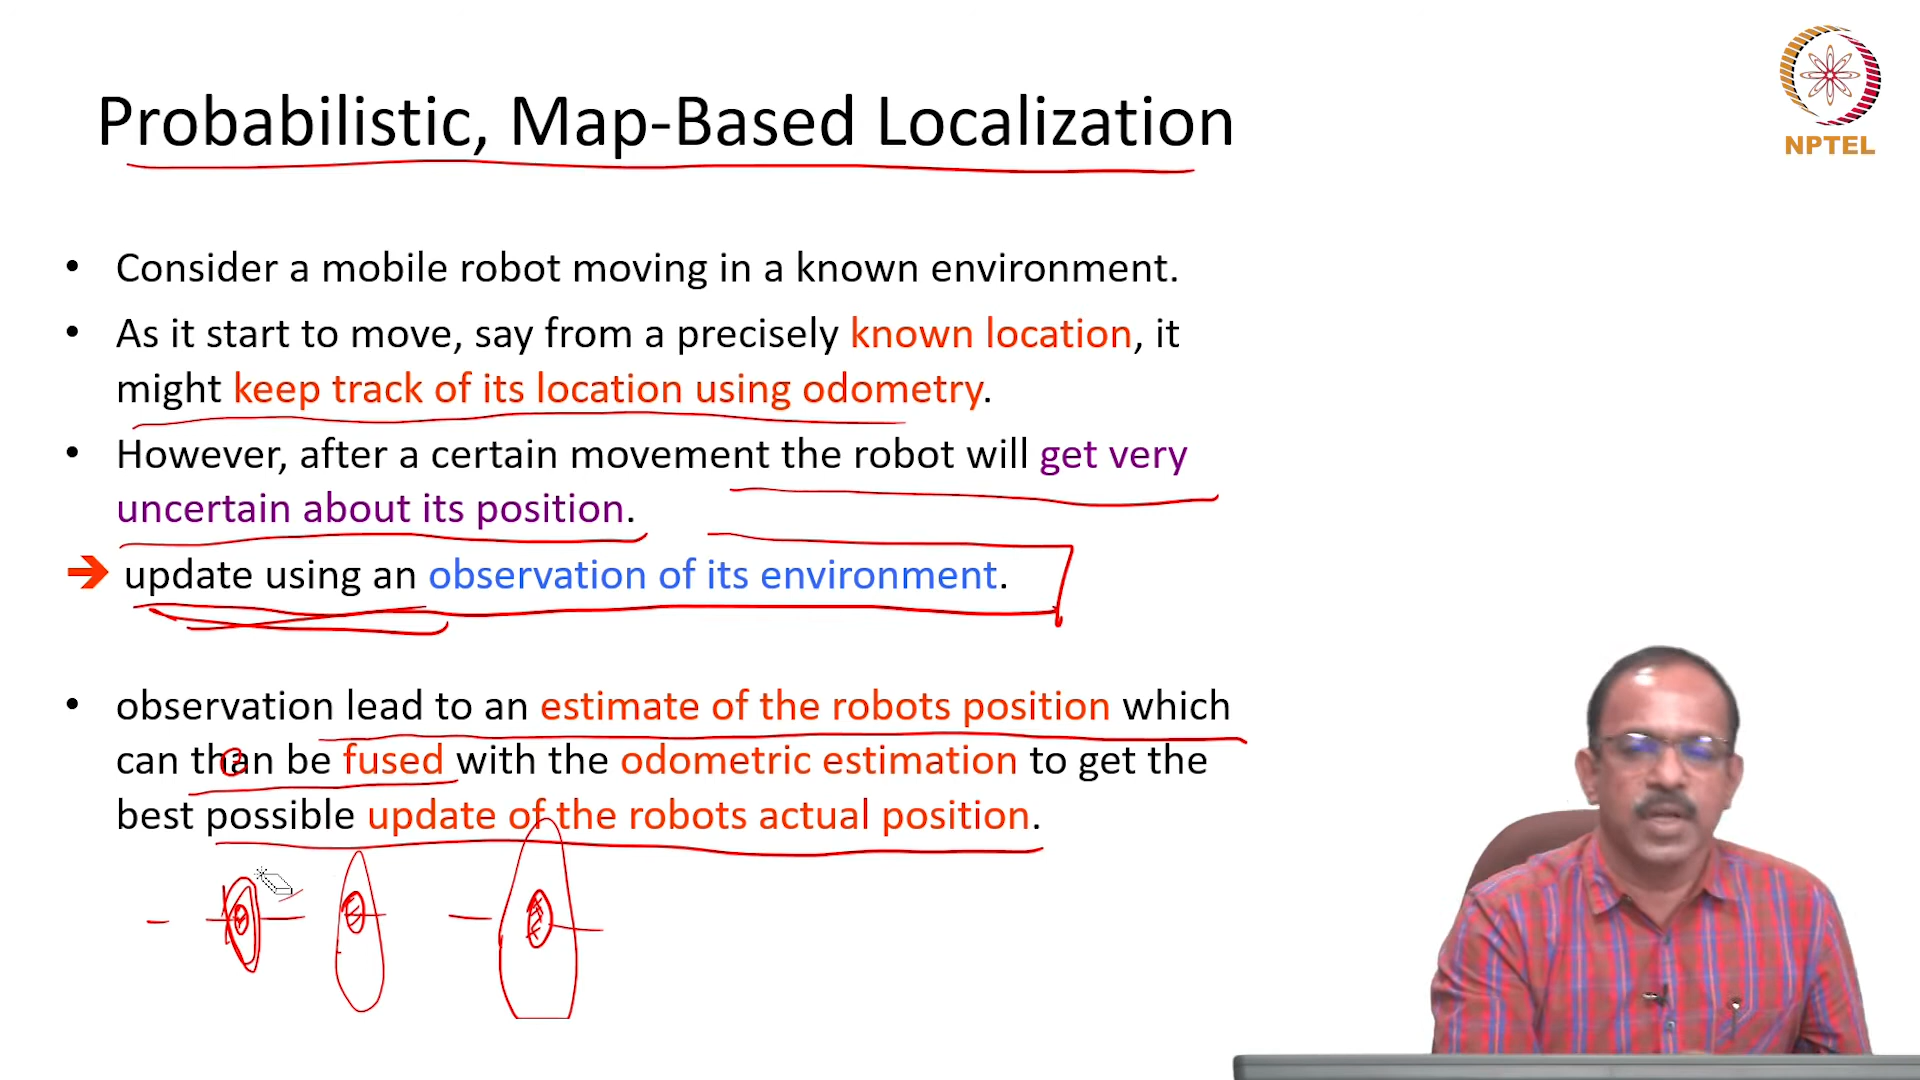 Probabilistic, Map-Based Localization
NPTEL
• Consider a mobile robot moving in a known environment.
• As it start to move, say from a precisely known location, it
might keep track of its location using odometry.
• However, after a certain movement the robot will get very
uncertain about its position.
➔ update using an observation of its environment.
• observation lead to an estimate of the robots position which
can than be fused with the odometric estimation to get the
best possible update of the robots actual position.